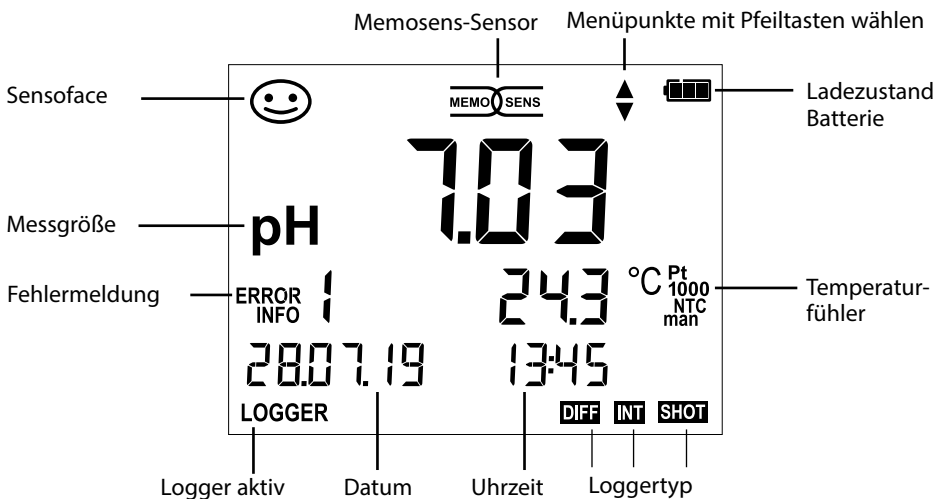 Memosens-Sensor
Menüpunkte mit Pfeiltasten wählen
Sensoface
MEMO SENS
Ladezustand
Batterie
7.03
Messgröße
pH
Fehlermeldung
ERROR
INFO
1
24.3 °C
Pt
1000
NTC
man
Temperatur-
fühler
28.07.19
13:45
LOGGER
DIFF INT SHOT
Logger aktiv
Datum
Uhrzeit
Loggertyp